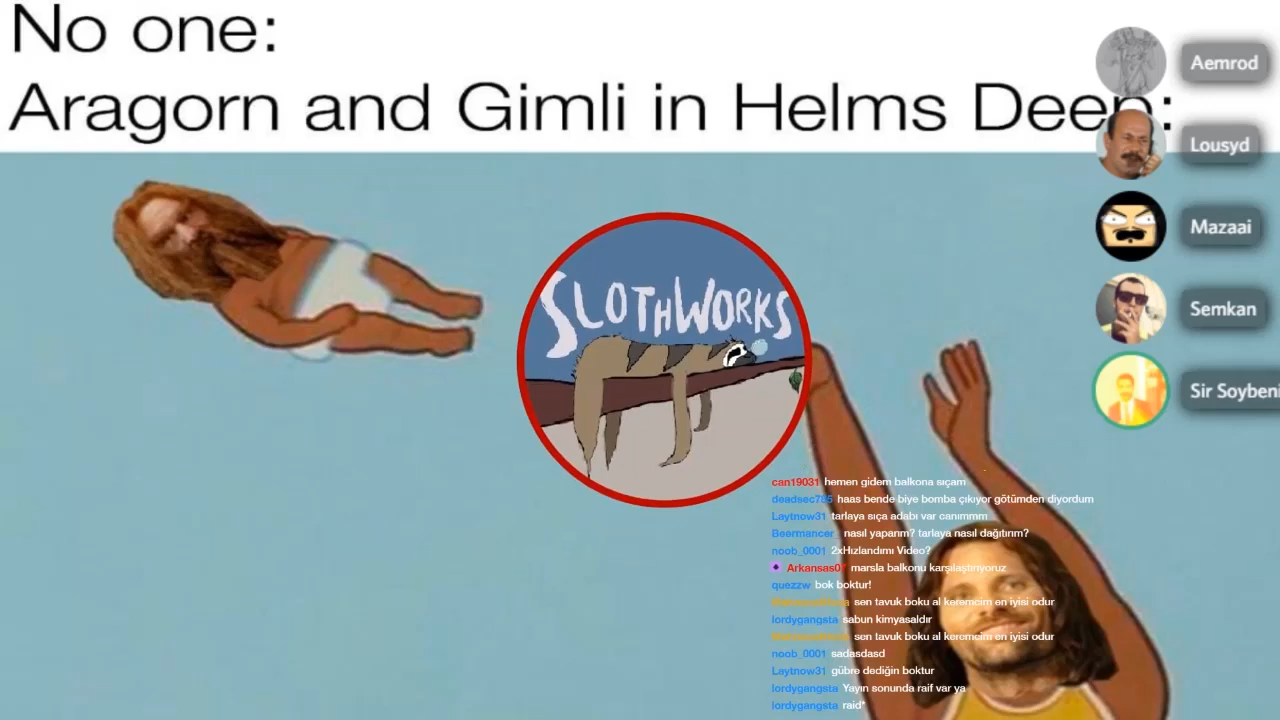 No one:
Aragorn and Gimli in Helms Deep:
Aemrod
Lousyd
Mazaai
Semkan
Sir Soybeni
SLOTHWORKS
can19031 hemen gidem balkona sıçam
deadsec785 haas bende biye bomba çıkıyor götümden diyordum
Laytnow31 tarlaya sıça adabı var canımmm
Beermancer_ nasıl yaparım? tarlaya nasıl dağıtırım?
noob_0001 2xHızlandımı Video?
marsla balkonu karşılaştırıyoruz
quezzw bok boktur!
sen tavuk boku al keremcim en iyisi odur
lordygangsta sabun kimyasaldır
sen tavuk boku al keremcim en iyisi odur
noob_0001 sadasdasd
Laytnow31 gübre dediğin boktur
lordygangsta Yayın sonunda raif var ya
lordygangsta raid*